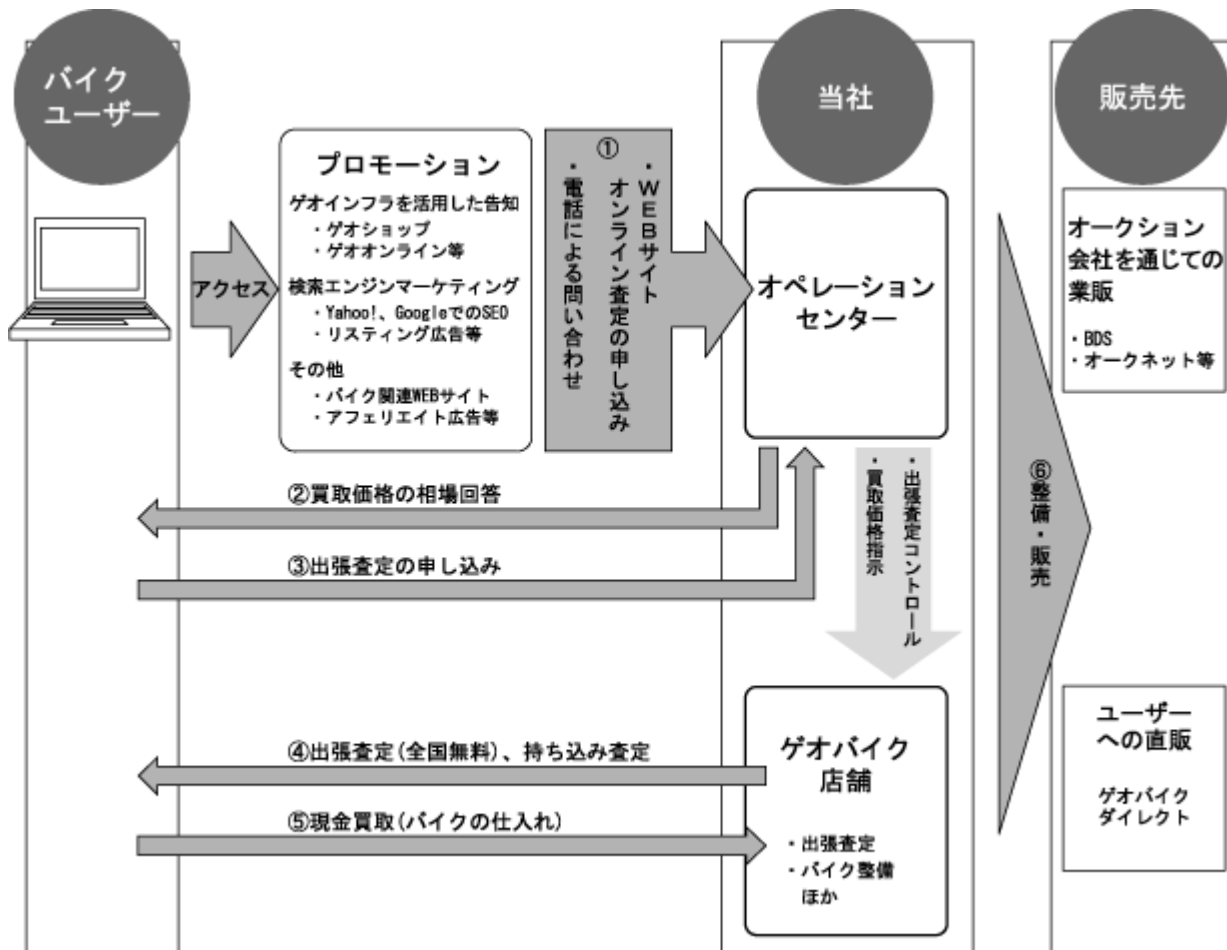 バイク
ユーザー
当社
販売先
アクセス
プロモーション
ゲオインフラを活用した告知
・ゲオショップ
・ゲオオンライン等
検索エンジンマーケティング
・Yahoo!、GoogleでのSEO
・リスティング広告等
その他
・バイク関連WEBサイト
・アフェリエイト広告等
①
・WEBサイト
オンライン査定の申し込み
・電話による問い合わせ
オペレーション
センター
オークション
会社を通じての
業販
・BDS
・オークネット等
②買取価格の相場回答
③出張査定の申し込み
・出張査定コントロール
・買取価格指示
⑥整備・販売
④出張査定(全国無料)、持ち込み査定
⑤現金買取(バイクの仕入れ)
ゲオバイク
店舗
・出張査定
・バイク整備
ほか
ユーザー
への直販
ゲオバイク
ダイレクト